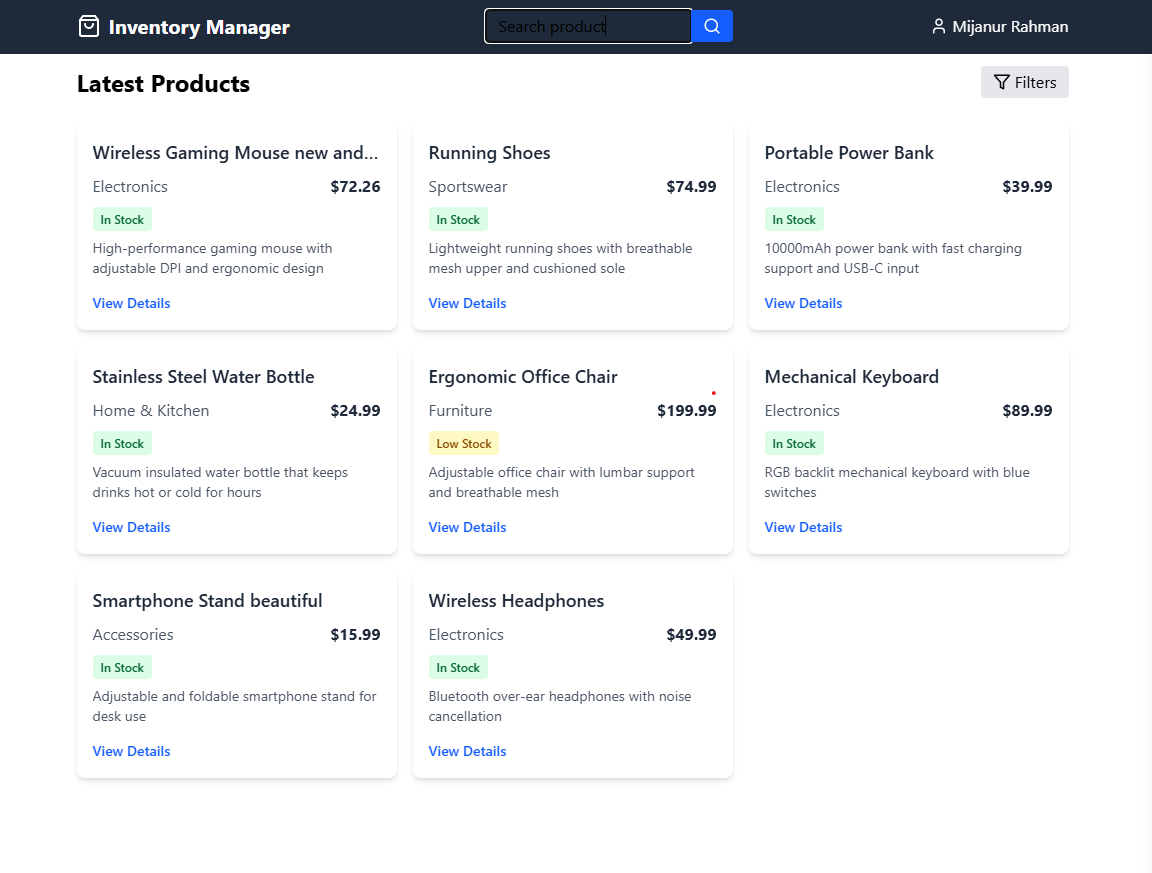 Inventory Manager
Search product
Mijanur Rahman
Latest Products
Filters
Wireless Gaming Mouse new and...
Electronics
$72.26
In Stock
High-performance gaming mouse with
adjustable DPI and ergonomic design
View Details
Running Shoes
Sportswear
$74.99
In Stock
Lightweight running shoes with breathable
mesh upper and cushioned sole
View Details
Portable Power Bank
Electronics
$39.99
In Stock
10000mAh power bank with fast charging
support and USB-C input
View Details
Stainless Steel Water Bottle
Home & Kitchen
$24.99
In Stock
Vacuum insulated water bottle that keeps
drinks hot or cold for hours
View Details
Ergonomic Office Chair
Furniture
$199.99
Low Stock
Adjustable office chair with lumbar support
and breathable mesh
View Details
Mechanical Keyboard
Electronics
$89.99
In Stock
RGB backlit mechanical keyboard with blue
switches
View Details
Smartphone Stand beautiful
Accessories
$15.99
In Stock
Adjustable and foldable smartphone stand for
desk use
View Details
Wireless Headphones
Electronics
$49.99
In Stock
Bluetooth over-ear headphones with noise
cancellation
View Details